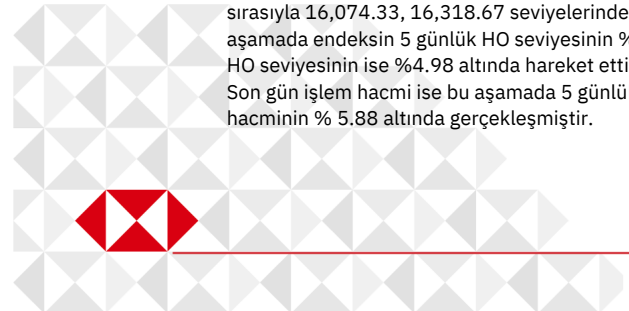 sırasıyla 16,074.33, 16,318.67 seviyelerinde
aşamada endeksin 5 günlük HO seviyesinin %
HO seviyesinin ise %4.98 altında hareket etti
Son gün işlem hacmi ise bu aşamada 5 günlü
hacminin % 5.88 altında gerçekleşmiştir.